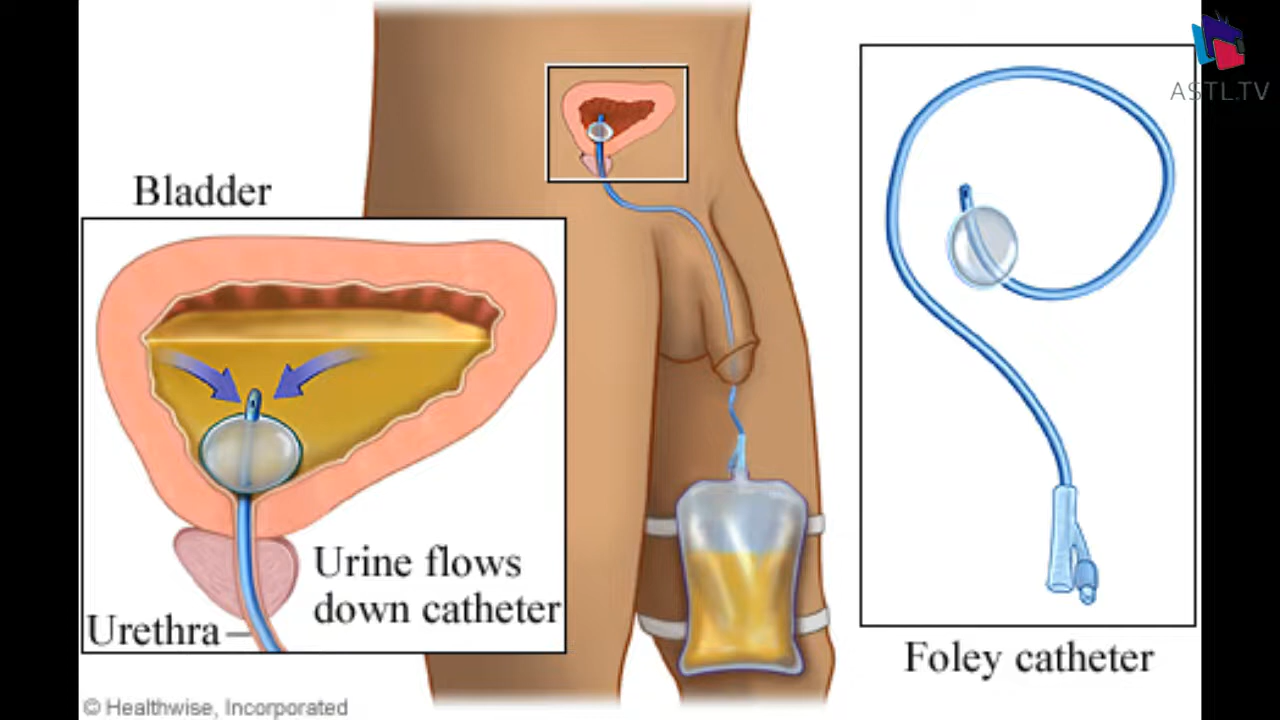 ASTL.TV
Bladder
Urine flows
down catheter
Urethra
Foley catheter
© Healthwise, Incorporated